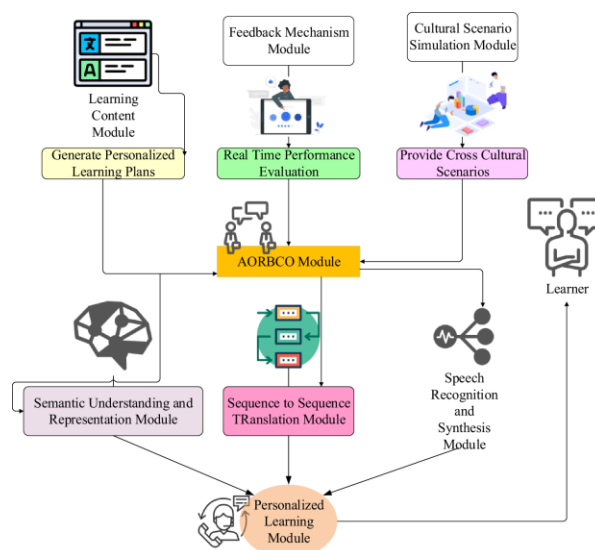 Feedback Mechanism
Module
Cultural Scenario
Simulation Module
Learning
Content
Module
Generate Personalized
Learning Plans
Real Time Performance
Evaluation
Provide Cross Cultural
Scenarios
AORBCO Module
Learner
Semantic Understanding and
Representation Module
Sequence to Sequence
TRanslation Module
Speech
Recognition
and
Synthesis
Module
Personalized
Learning
Module